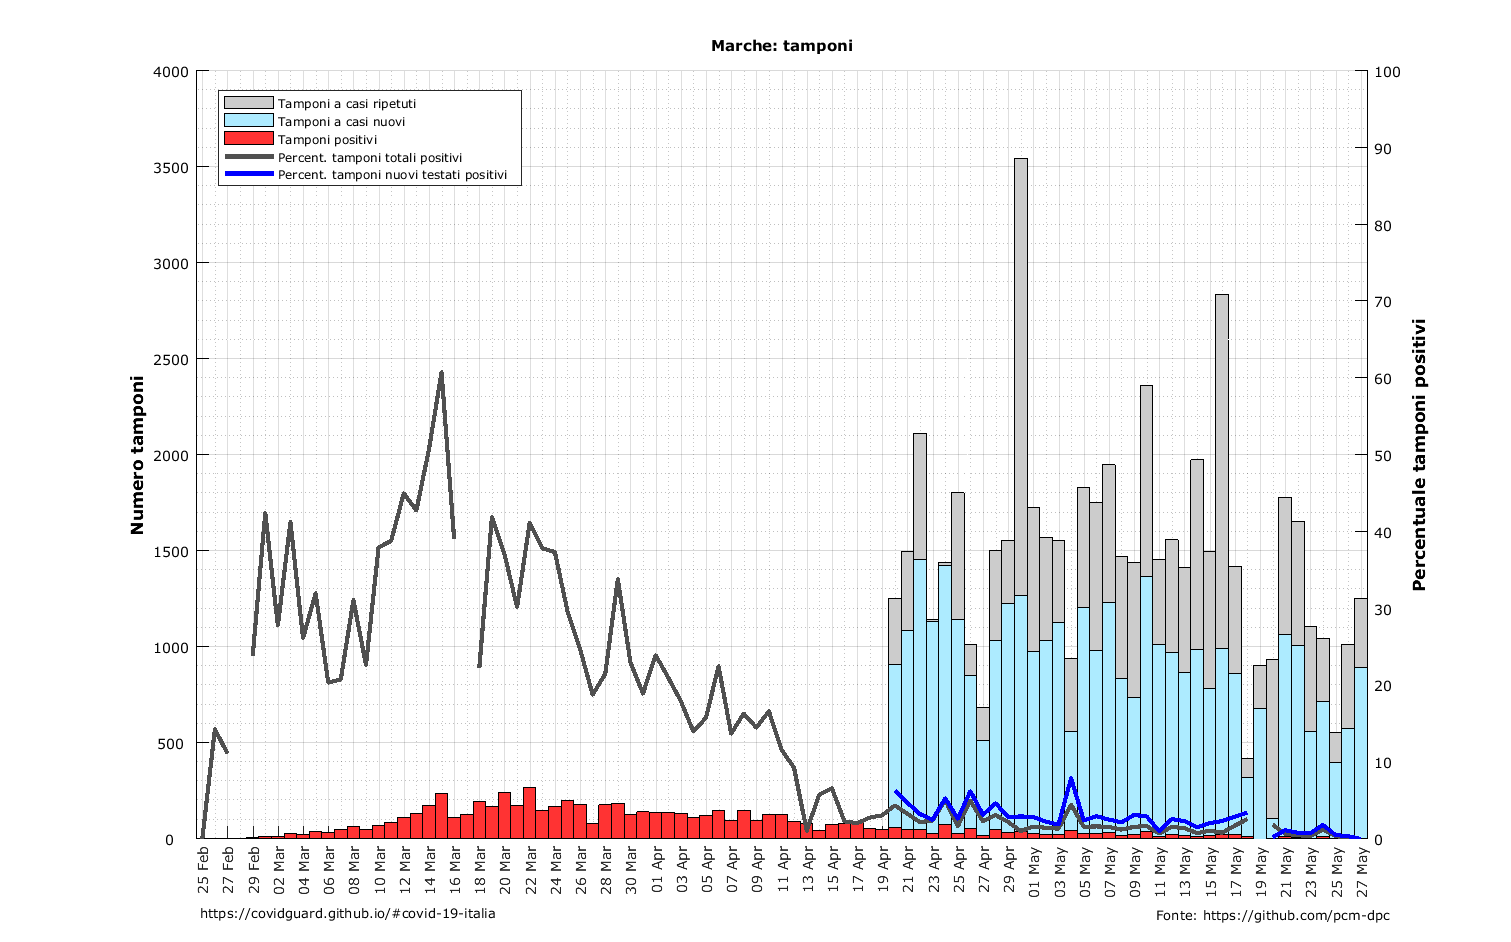 Marche: tamponi
Tamponi a casi ripetuti
Tamponi a casi nuovi
Tamponi positivi
Percent. tamponi totali positivi
Percent. tamponi nuovi testati positivi
Numero tamponi
4000
3500
3000
2500
2000
1500
1000
500
0
Percentuale tamponi positivi
100
90
80
70
60
50
40
30
20
10
0
25 Feb
27 Feb
29 Feb
02 Mar
04 Mar
06 Mar
08 Mar
10 Mar
12 Mar
14 Mar
16 Mar
18 Mar
20 Mar
22 Mar
24 Mar
26 Mar
28 Mar
30 Mar
01 Apr
03 Apr
05 Apr
07 Apr
09 Apr
11 Apr
13 Apr
15 Apr
17 Apr
19 Apr
21 Apr
23 Apr
25 Apr
27 Apr
29 Apr
01 May
03 May
05 May
07 May
09 May
11 May
13 May
15 May
17 May
19 May
21 May
23 May
25 May
27 May
https://covidguard.github.io/#covid-19-italia
Fonte: https://github.com/pcm-dpc